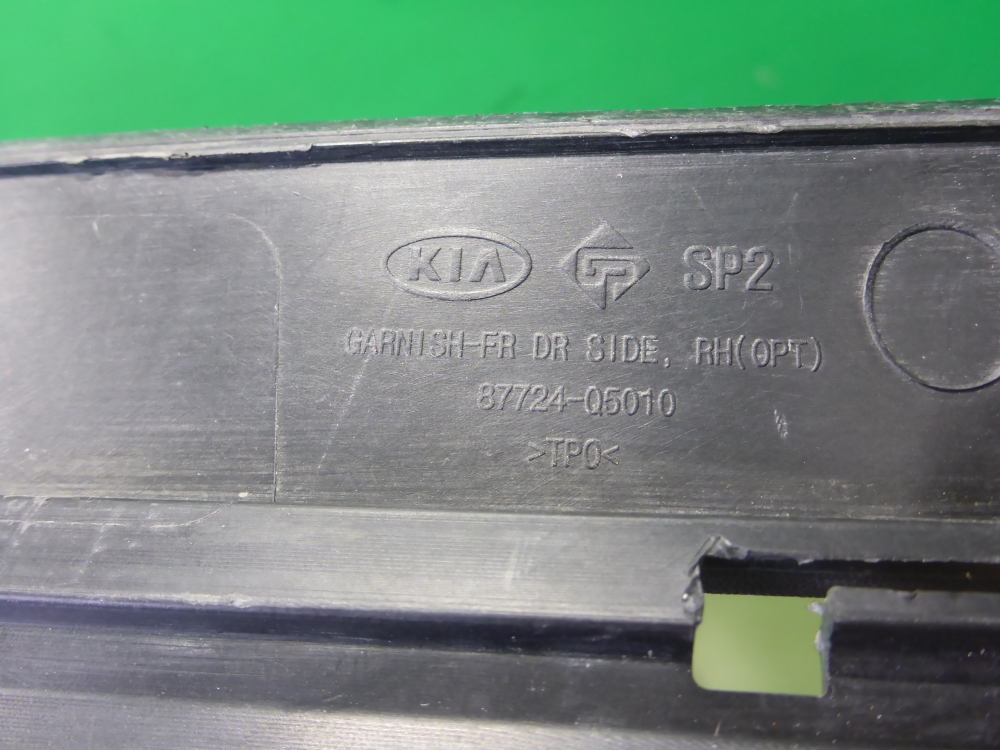 KIA SP2
GARNISH-FR DR SIDE, RH(OPT)
87724-Q5010
>TPO<